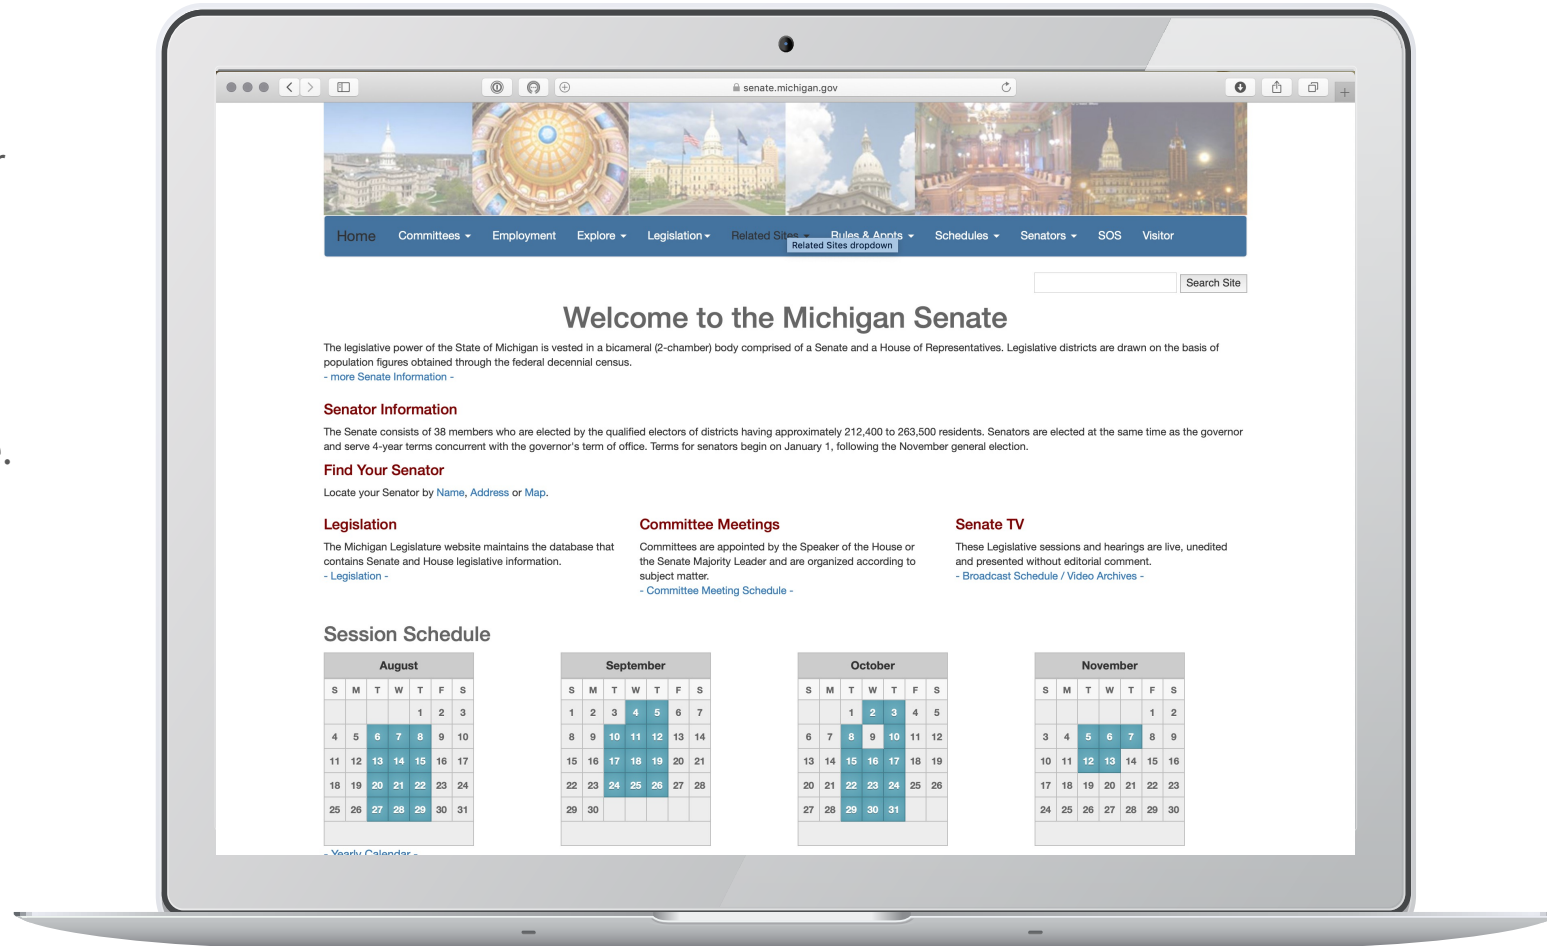 senate.michigan.gov
Home Committees Employment Explore Legislation Related Sites Rules & Appts Schedules Senators SOS Visitor
Related Sites dropdown
Search Site
Welcome to the Michigan Senate
The legislative power of the State of Michigan is vested in a bicameral (2-chamber) body comprised of a Senate and a House of Representatives. Legislative districts are drawn on the basis of
population figures obtained through the federal decennial census.
- more Senate Information -
Senator Information
The Senate consists of 38 members who are elected by the qualified electors of districts having approximately 212,400 to 263,500 residents. Senators are elected at the same time as the governor
and serve 4-year terms concurrent with the governor's term of office. Terms for senators begin on January 1, following the November general election.
Find Your Senator
Locate your Senator by Name, Address or Map.
Legislation
The Michigan Legislature website maintains the database that
contains Senate and House legislative information.
- Legislation -
Committee Meetings
Committees are appointed by the Speaker of the House or
the Senate Majority Leader and are organized according to
subject matter.
- Committee Meeting Schedule -
Senate TV
These Legislative sessions and hearings are live, unedited
and presented without editorial comment.
- Broadcast Schedule / Video Archives -
Session Schedule
August
S M T W T F S
1 2 3
4 5 6 7 8 9 10
11 12 13 14 15 16 17
18 19 20 21 22 23 24
25 26 27 28 29 30 31
September
S M T W T F S
1 2 3 4 5 6 7
8 9 10 11 12 13 14
15 16 17 18 19 20 21
22 23 24 25 26 27 28
29 30
October
S M T W T F S
1 2 3 4 5
6 7 8 9 10 11 12
13 14 15 16 17 18 19
20 21 22 23 24 25 26
27 28 29 30 31
November
S M T W T F S
1 2
3 4 5 6 7 8 9
10 11 12 13 14 15 16
17 18 19 20 21 22 23
24 25 26 27 28 29 30
- Yearly Calendar -